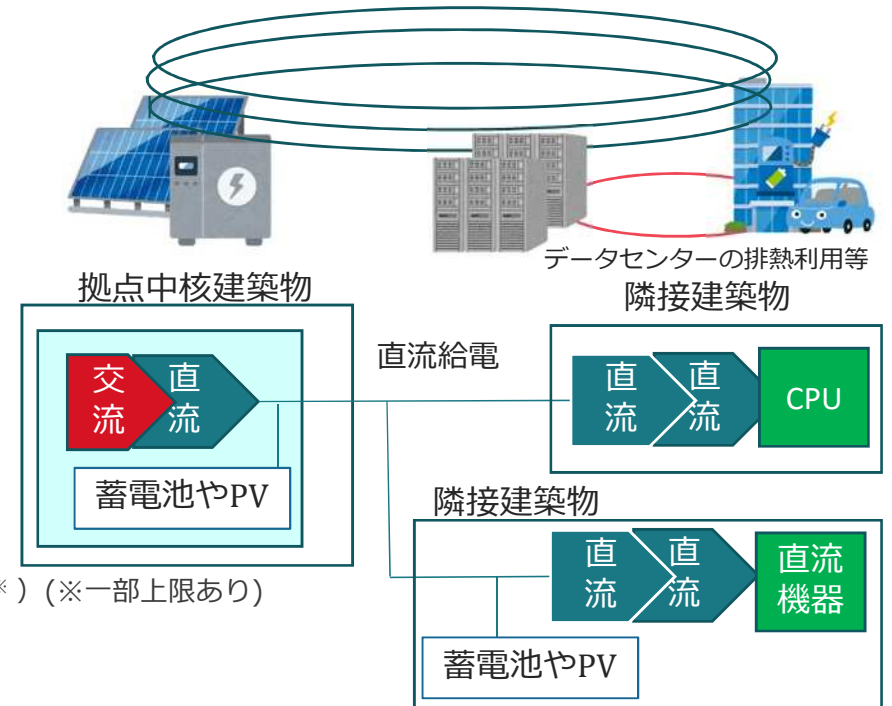 データセンターの排熱利用等
拠点中核建築物
隣接建築物
直流給電
交
流
直
流
蓄電池やPV
直
流
直
流
CPU
隣接建築物
直
流
直
流
直流
機器
蓄電池やPV
※ ) (※一部上限あり)